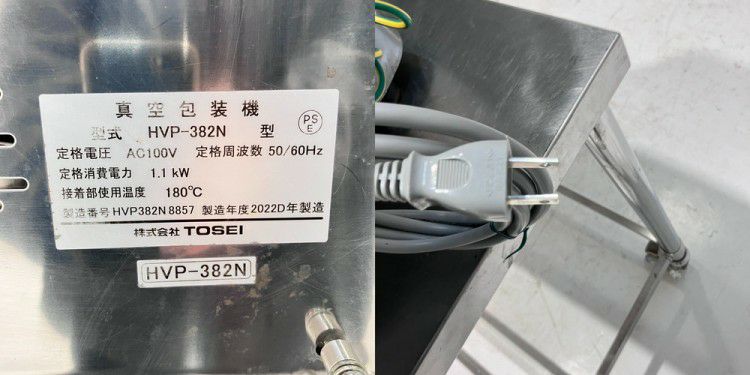 真空包装機
型式 HVP-382N 型
PS
E
定格電圧 AC100V 定格周波数 50/60Hz
定格消費電力 1.1 kW
接着部使用温度 180℃
製造番号 HVP382N 8857 製造年度2022D年製造
株式会社 TOSEI
HVP-382N